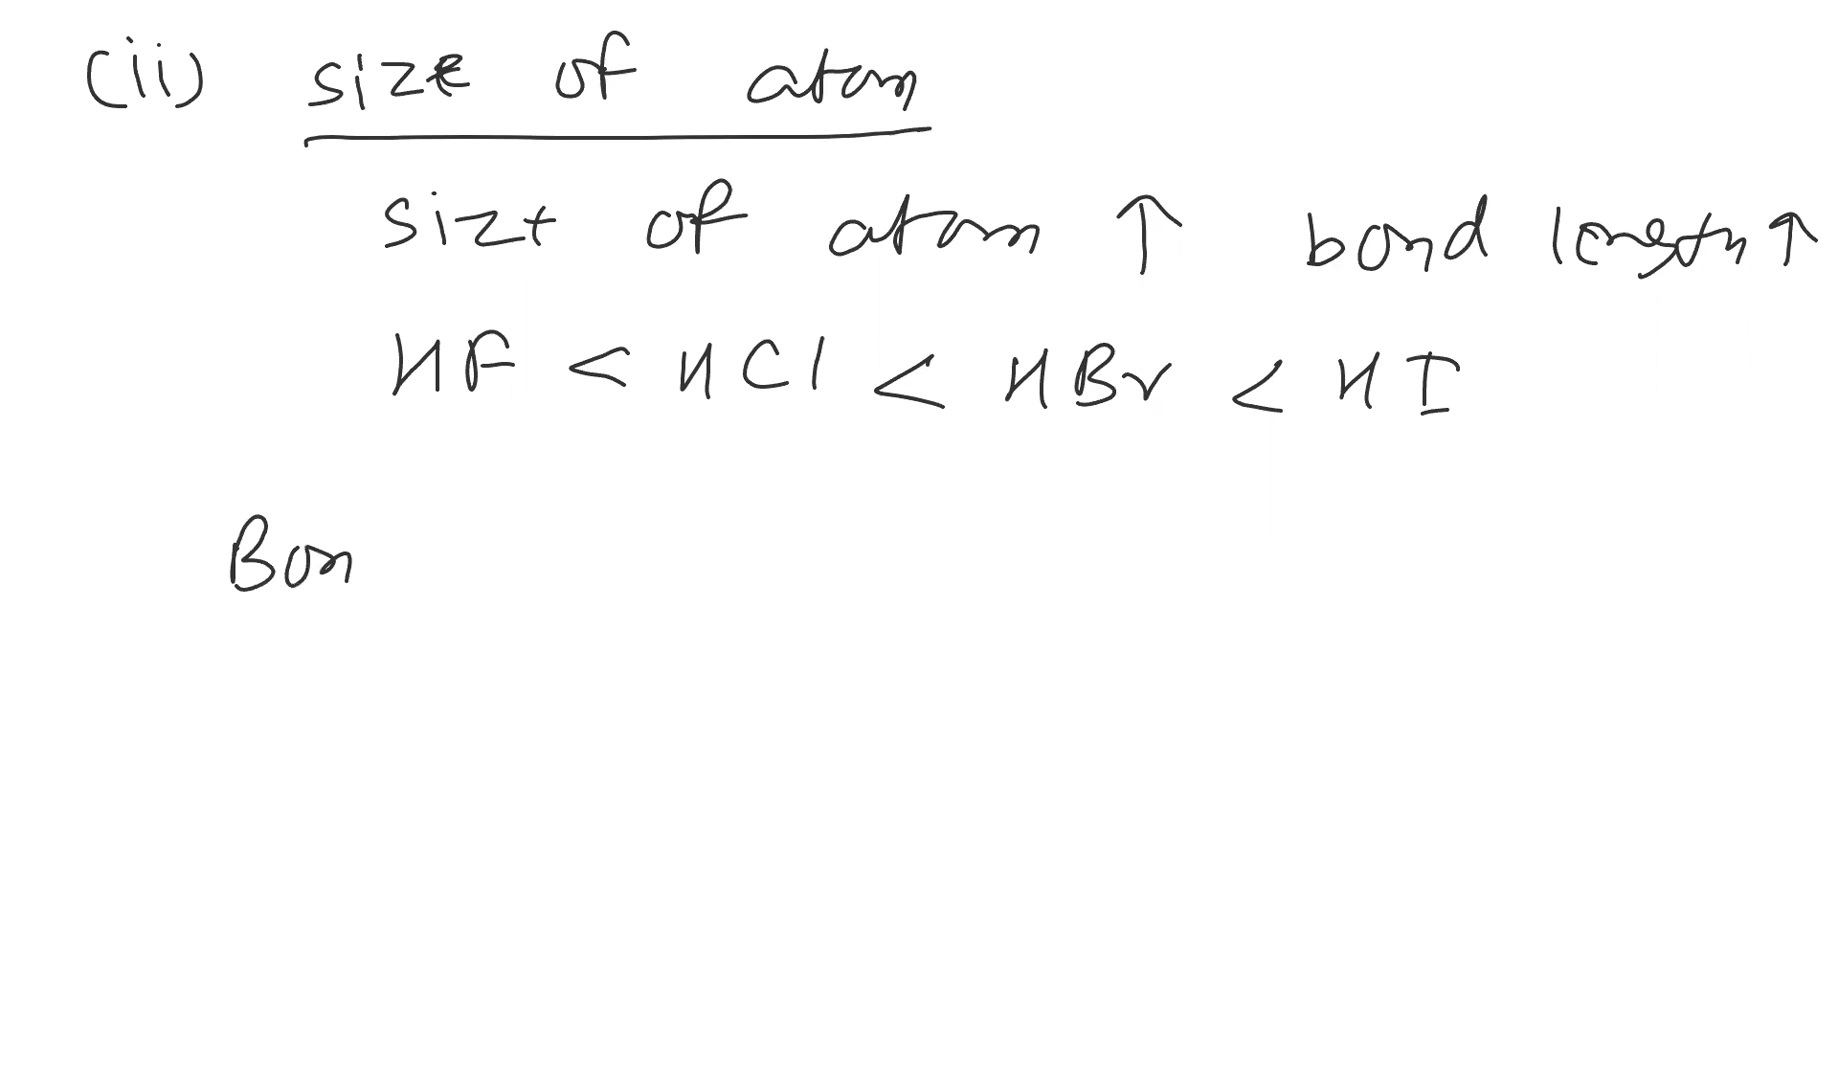 (ii) size of atom
size of atom ↑ bond length ↑
HF < HCl < HBr < HI
Bon